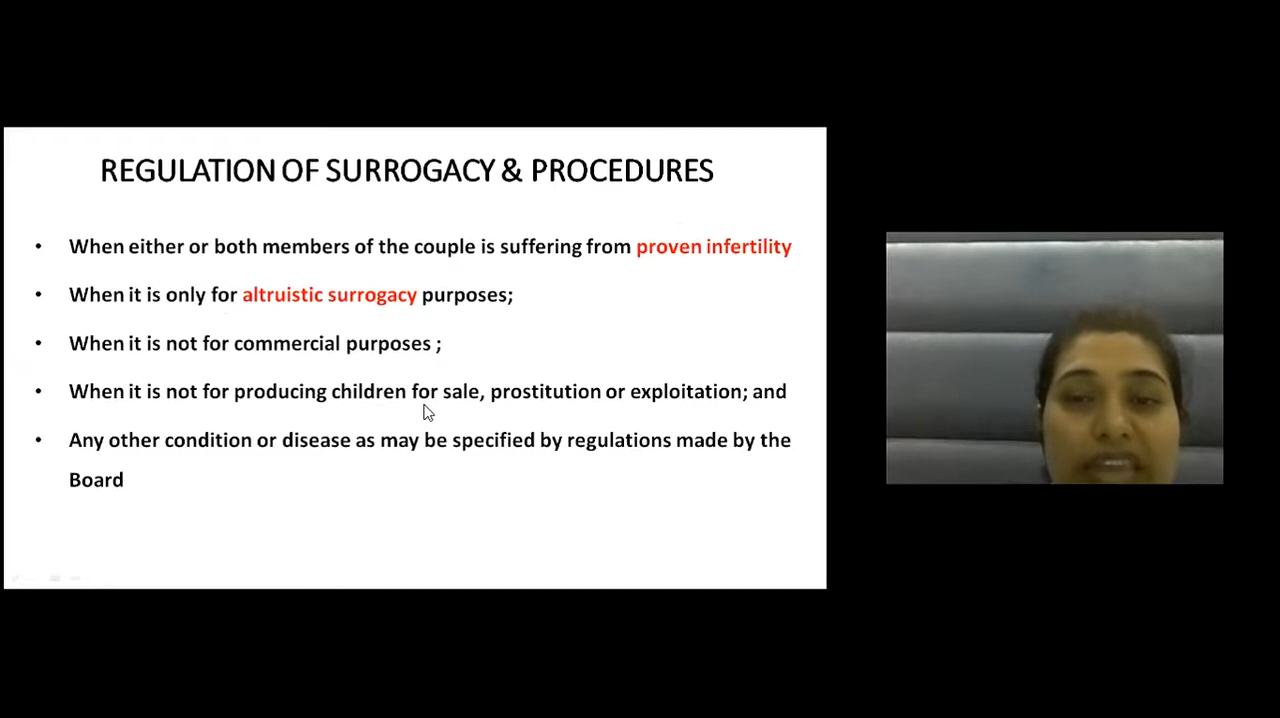 REGULATION OF SURROGACY & PROCEDURES
• When either or both members of the couple is suffering from proven infertility
• When it is only for altruistic surrogacy purposes;
• When it is not for commercial purposes ;
• When it is not for producing children for sale, prostitution or exploitation; and
• Any other condition or disease as may be specified by regulations made by the
Board